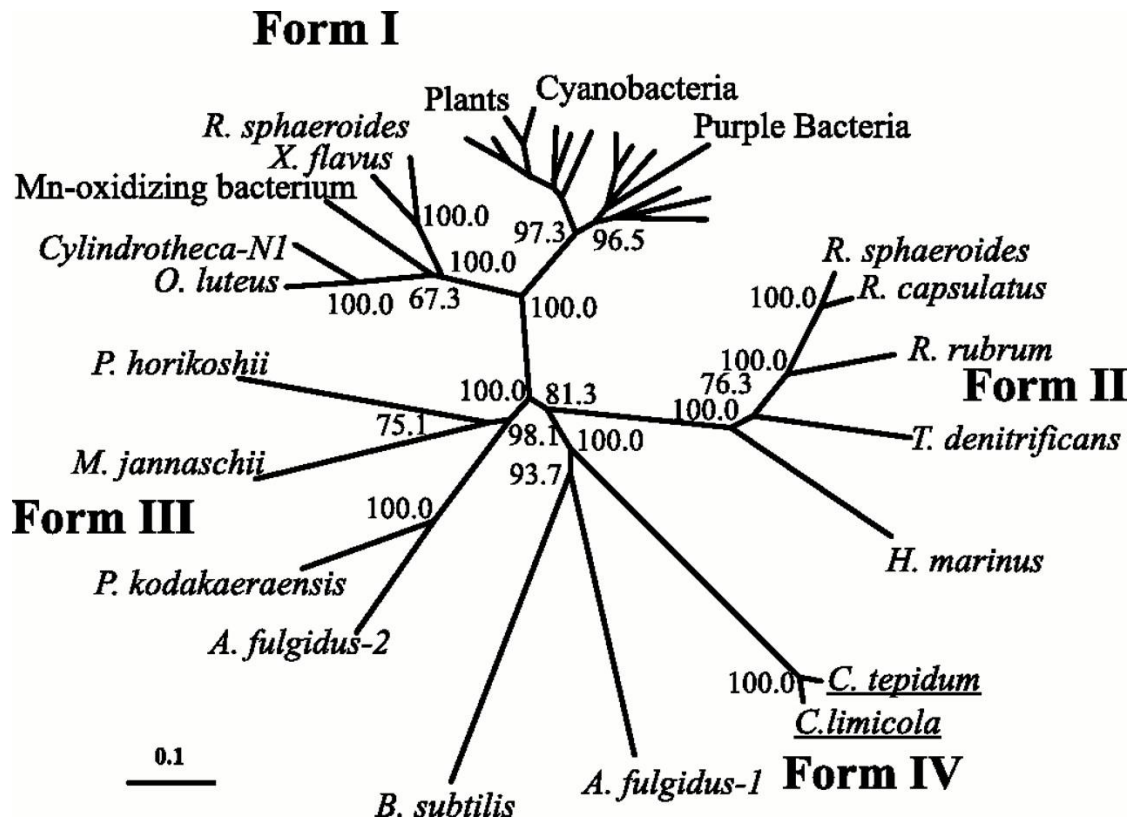 Form I
Plants
Cyanobacteria
R. sphaeroides
X. flavus
Purple Bacteria
Mn-oxidizing bacterium
100.0
97.3
96.5
Cylindrotheca-N1
100.0
O. luteus
100.0
67.3
100.0
R. sphaeroides
100.0
R. capsulatus
P. horikoshii
100.0
R. rubrum
76.3
Form II
100.0
81.3
100.0
75.1
98.1
100.0
T. denitrificans
M. jannaschii
93.7
Form III
100.0
H. marinus
P. kodakaeraensis
A. fulgidus-2
100.0
C. tepidum
C.limicola
0.1
Form IV
A. fulgidus-1
B. subtilis